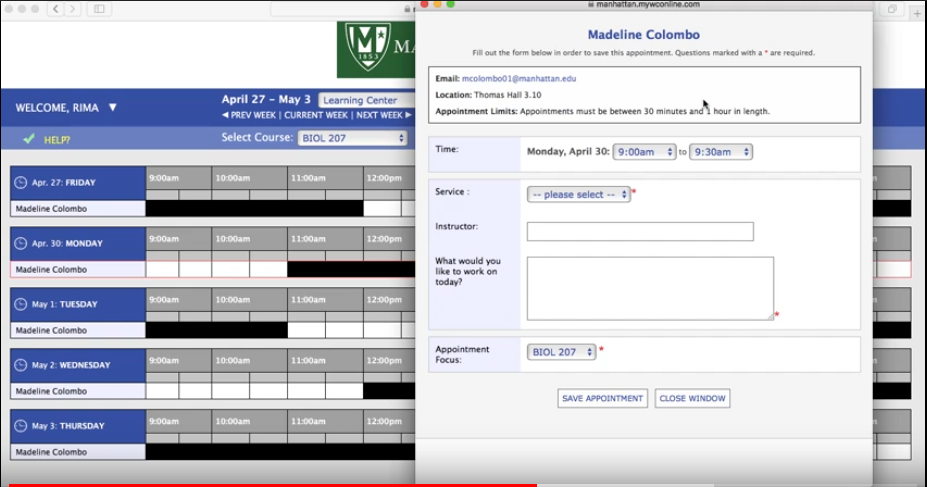 manhattan.mywconline.com
1853
WELCOME, RIMA ▼
HELP?
April 27 – May 3
Learning Center
◄ PREV WEEK | CURRENT WEEK | NEXT WEEK ►
Select Course: BIOL 207
Apr. 27: FRIDAY 9:00am 10:00am 11:00am 12:00pm
Madeline Colombo
Apr. 30: MONDAY 9:00am 10:00am 11:00am 12:00pm
Madeline Colombo
May 1: TUESDAY 9:00am 10:00am 11:00am 12:00pm
Madeline Colombo
May 2: WEDNESDAY 9:00am 10:00am 11:00am 12:00pm
Madeline Colombo
May 3: THURSDAY 9:00am 10:00am 11:00am 12:00pm
Madeline Colombo
Madeline Colombo
Fill out the form below in order to save this appointment. Questions marked with a * are required.
Email: mcolombo01@manhattan.edu
Location: Thomas Hall 3.10
Appointment Limits: Appointments must be between 30 minutes and 1 hour in length.
Time: Monday, April 30: 9:00am to 9:30am
Service : -- please select -- *
Instructor:
What would you
like to work on
today?
*
Appointment
Focus:
BIOL 207 *
SAVE APPOINTMENT CLOSE WINDOW